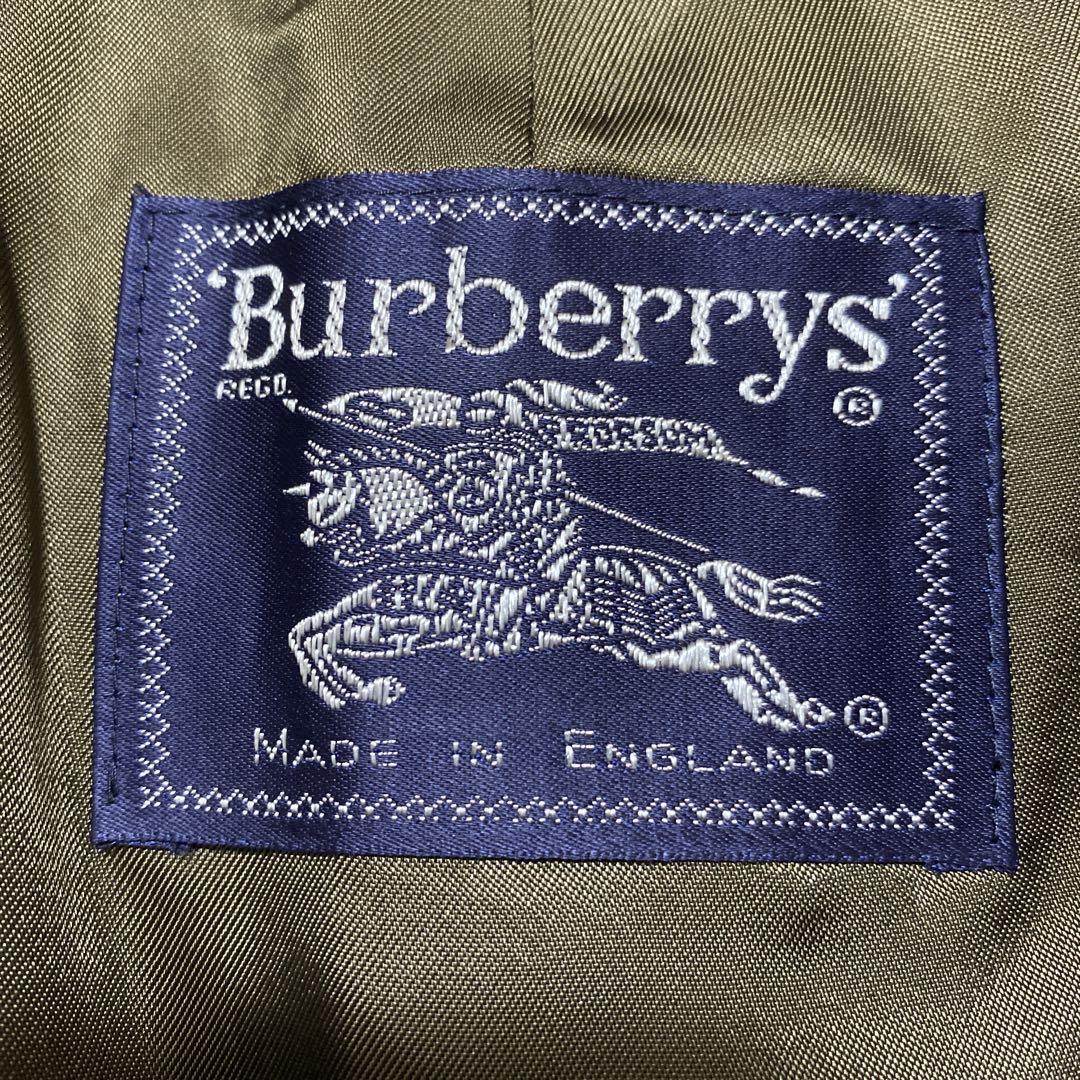 'Burberrys'
REGD. ®
®
MADE IN ENGLAND